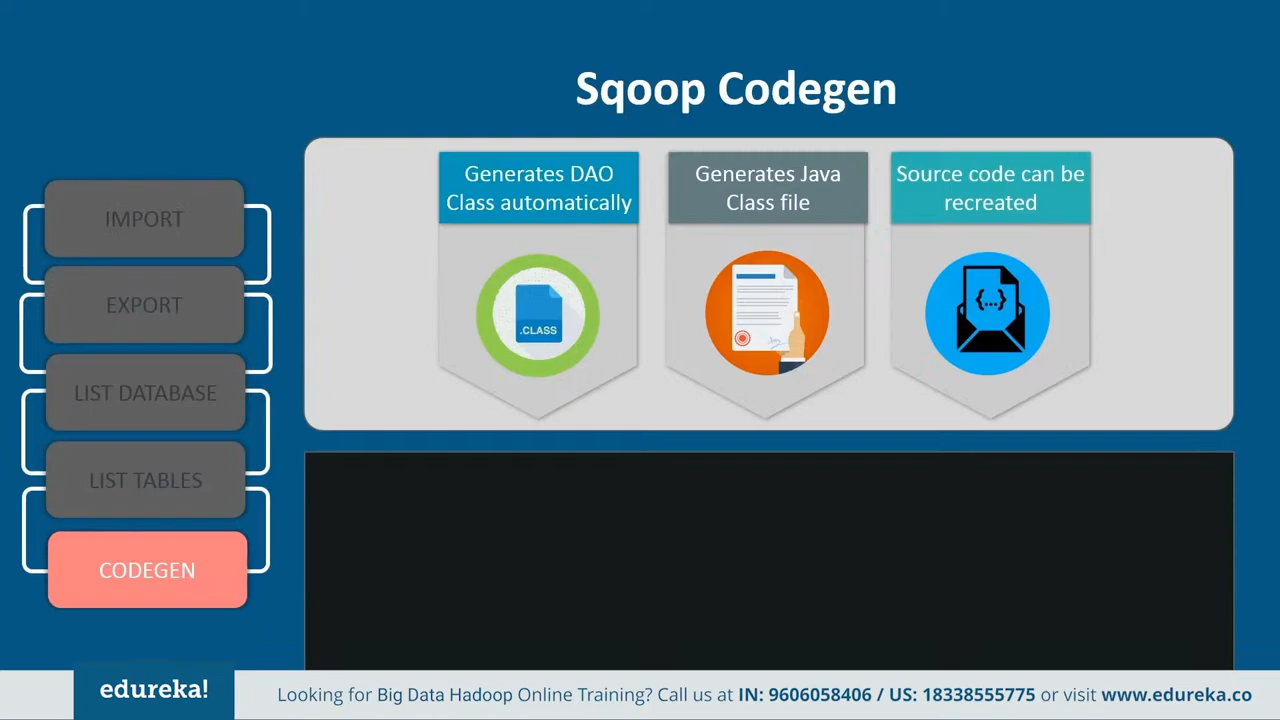 Sqoop Codegen
IMPORT
EXPORT
LIST DATABASE
LIST TABLES
CODEGEN
Generates DAO
Class automatically
.CLASS
Generates Java
Class file
Source code can be
recreated
{...}
edureka!
Looking for Big Data Hadoop Online Training? Call us at IN: 9606058406 / US: 18338555775 or visit www.edureka.co